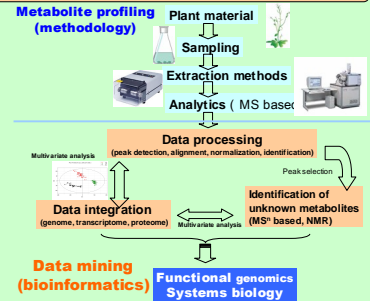 Metabolite profiling
(methodology)
Plant material
Sampling
Extraction methods
Analytics ( MS based
Data processing
(peak detection, alignment, normalization, identification)
Multivariate analysis
Peak selection
Data integration
(genome, transcriptome, proteome)
Multivariate analysis
Identification of
unknown metabolites
(MSⁿ based, NMR)
Data mining
(bioinformatics)
Functional genomics
Systems biology